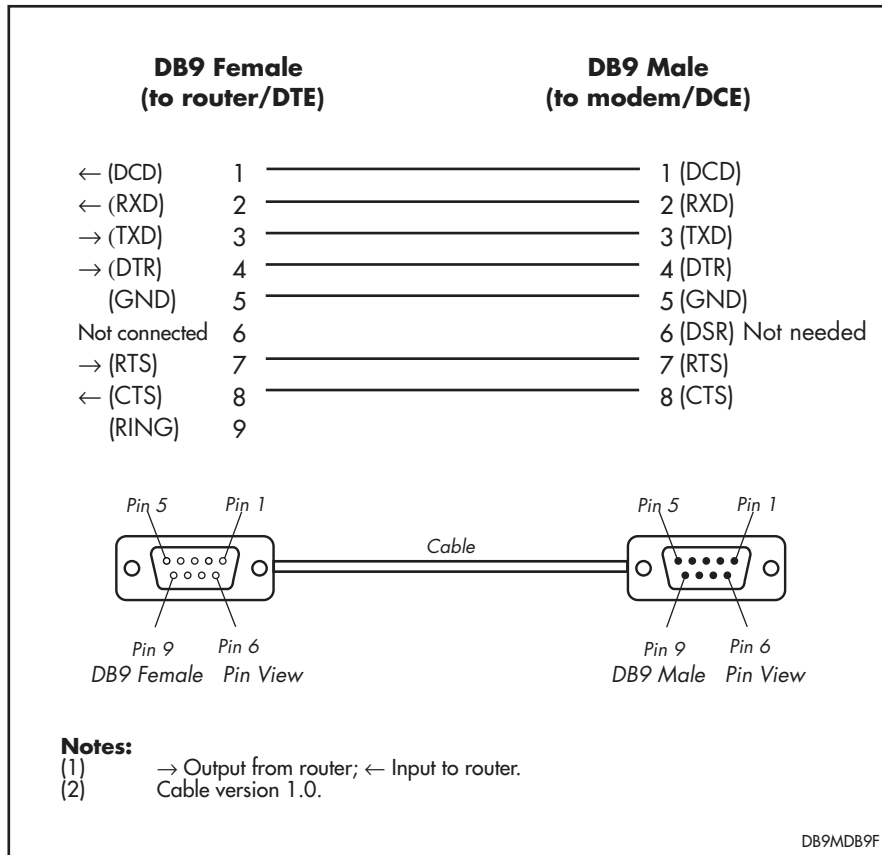 DB9 Female DB9 Male
(to router/DTE) (to modem/DCE)
← (DCD) 1 1 (DCD)
← (RXD) 2 2 (RXD)
→ (TXD) 3 3 (TXD)
→ (DTR) 4 4 (DTR)
(GND) 5 5 (GND)
Not connected 6 6 (DSR) Not needed
→ (RTS) 7 7 (RTS)
← (CTS) 8 8 (CTS)
(RING) 9
Pin 5 Pin 1 Pin 5 Pin 1
Cable
Pin 9 Pin 6 Pin 9 Pin 6
DB9 Female Pin View DB9 Male Pin View
Notes:
(1) → Output from router; ← Input to router.
(2) Cable version 1.0.
DB9MDB9F